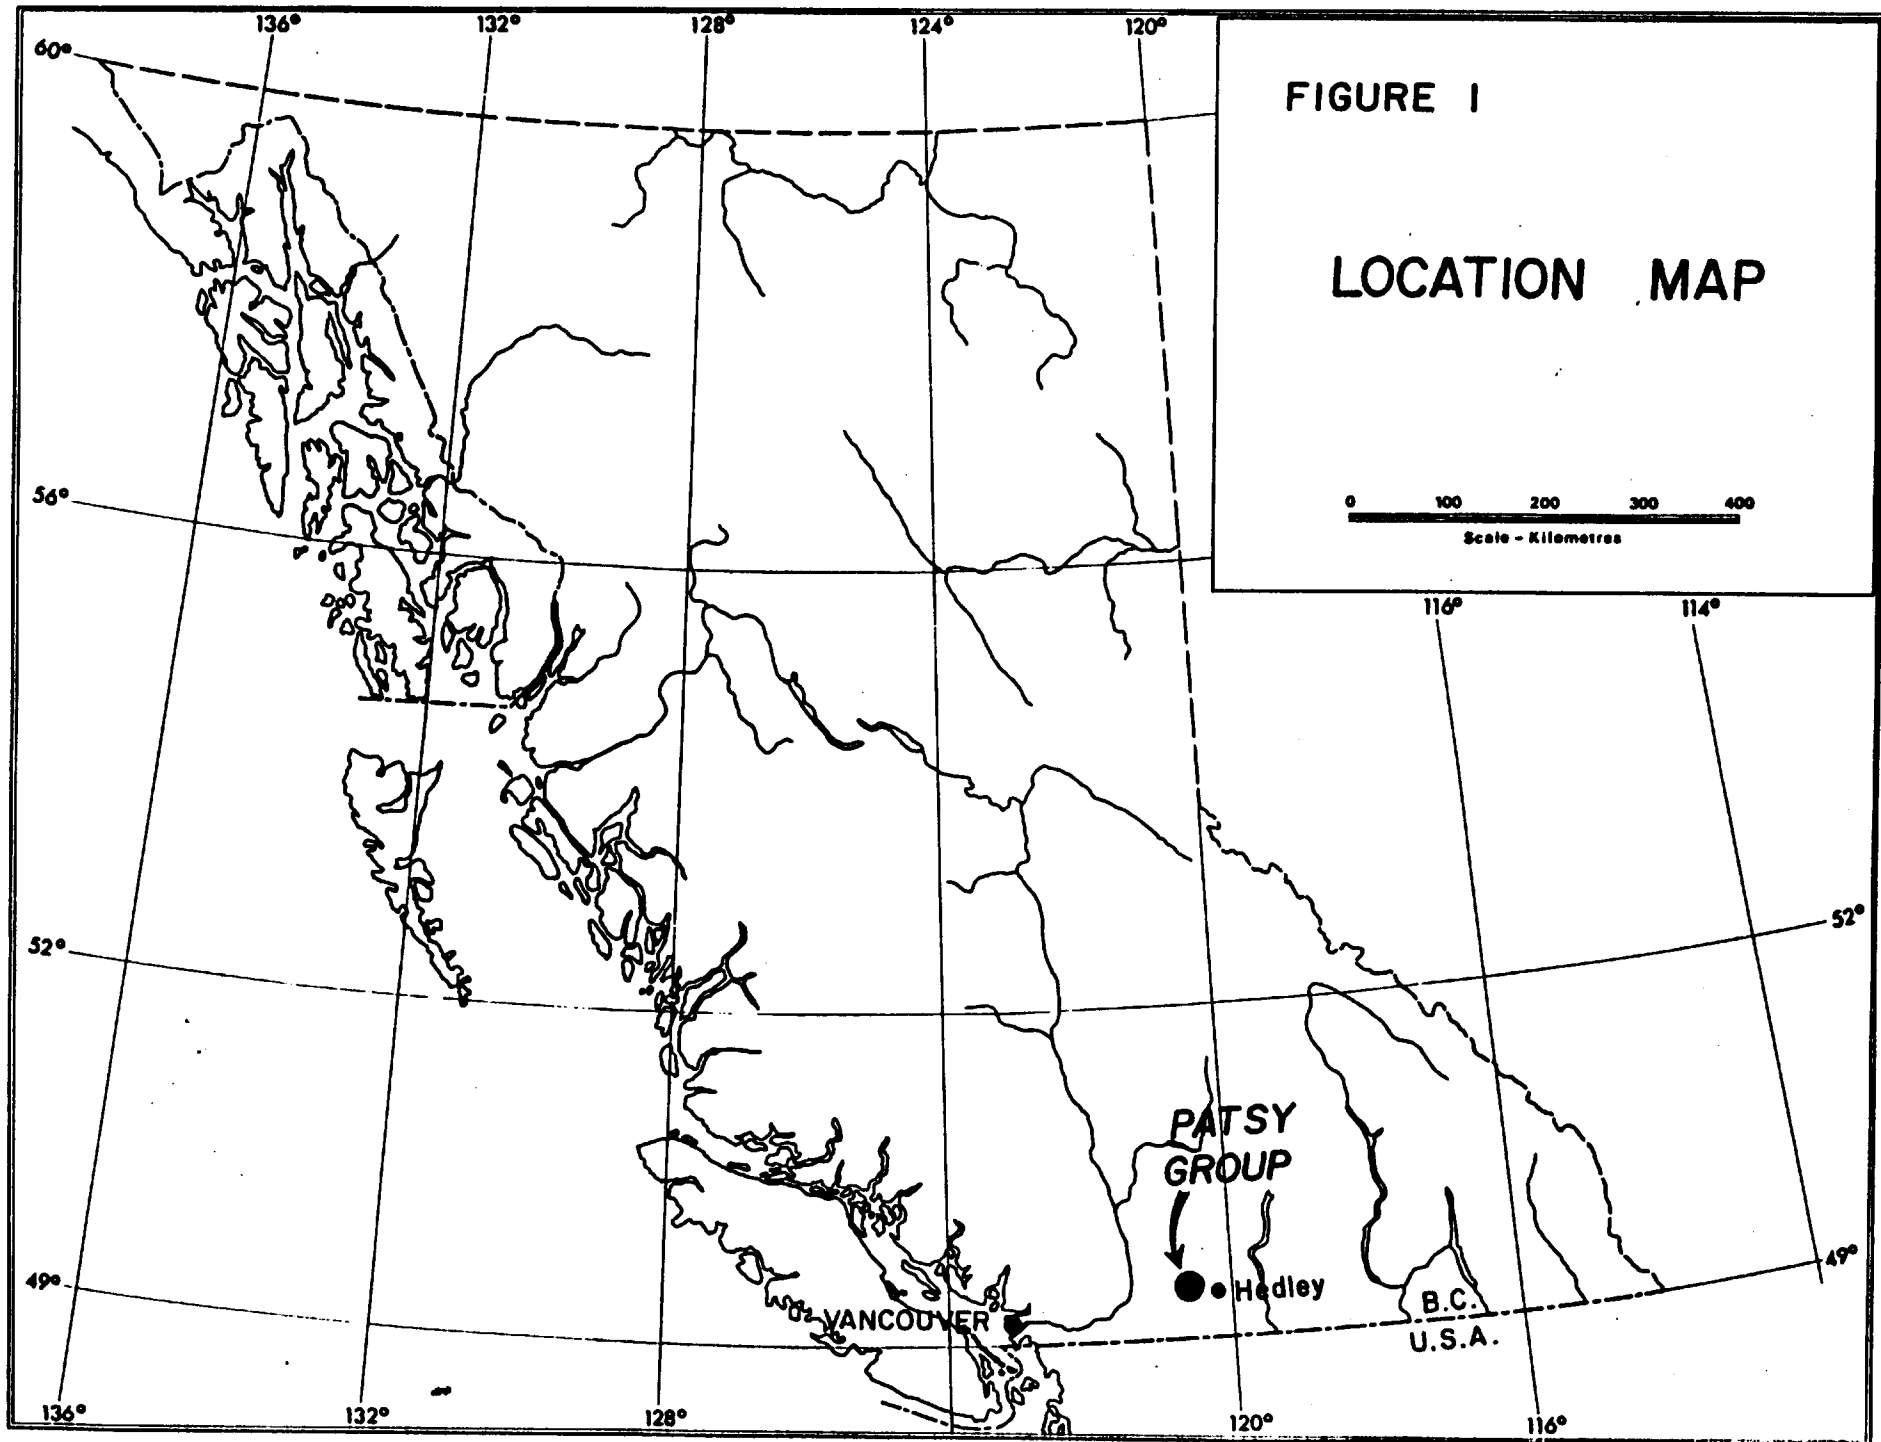 136° 132° 128° 124° 120°
60°
FIGURE 1
LOCATION MAP
0 100 200 300 400
Scale - Kilometres
56°
116° 114°
52° 52°
PATSY
GROUP
Hedley
49° 49°
VANCOUVER
B.C.
U.S.A.
136° 132° 128° 120° 116°